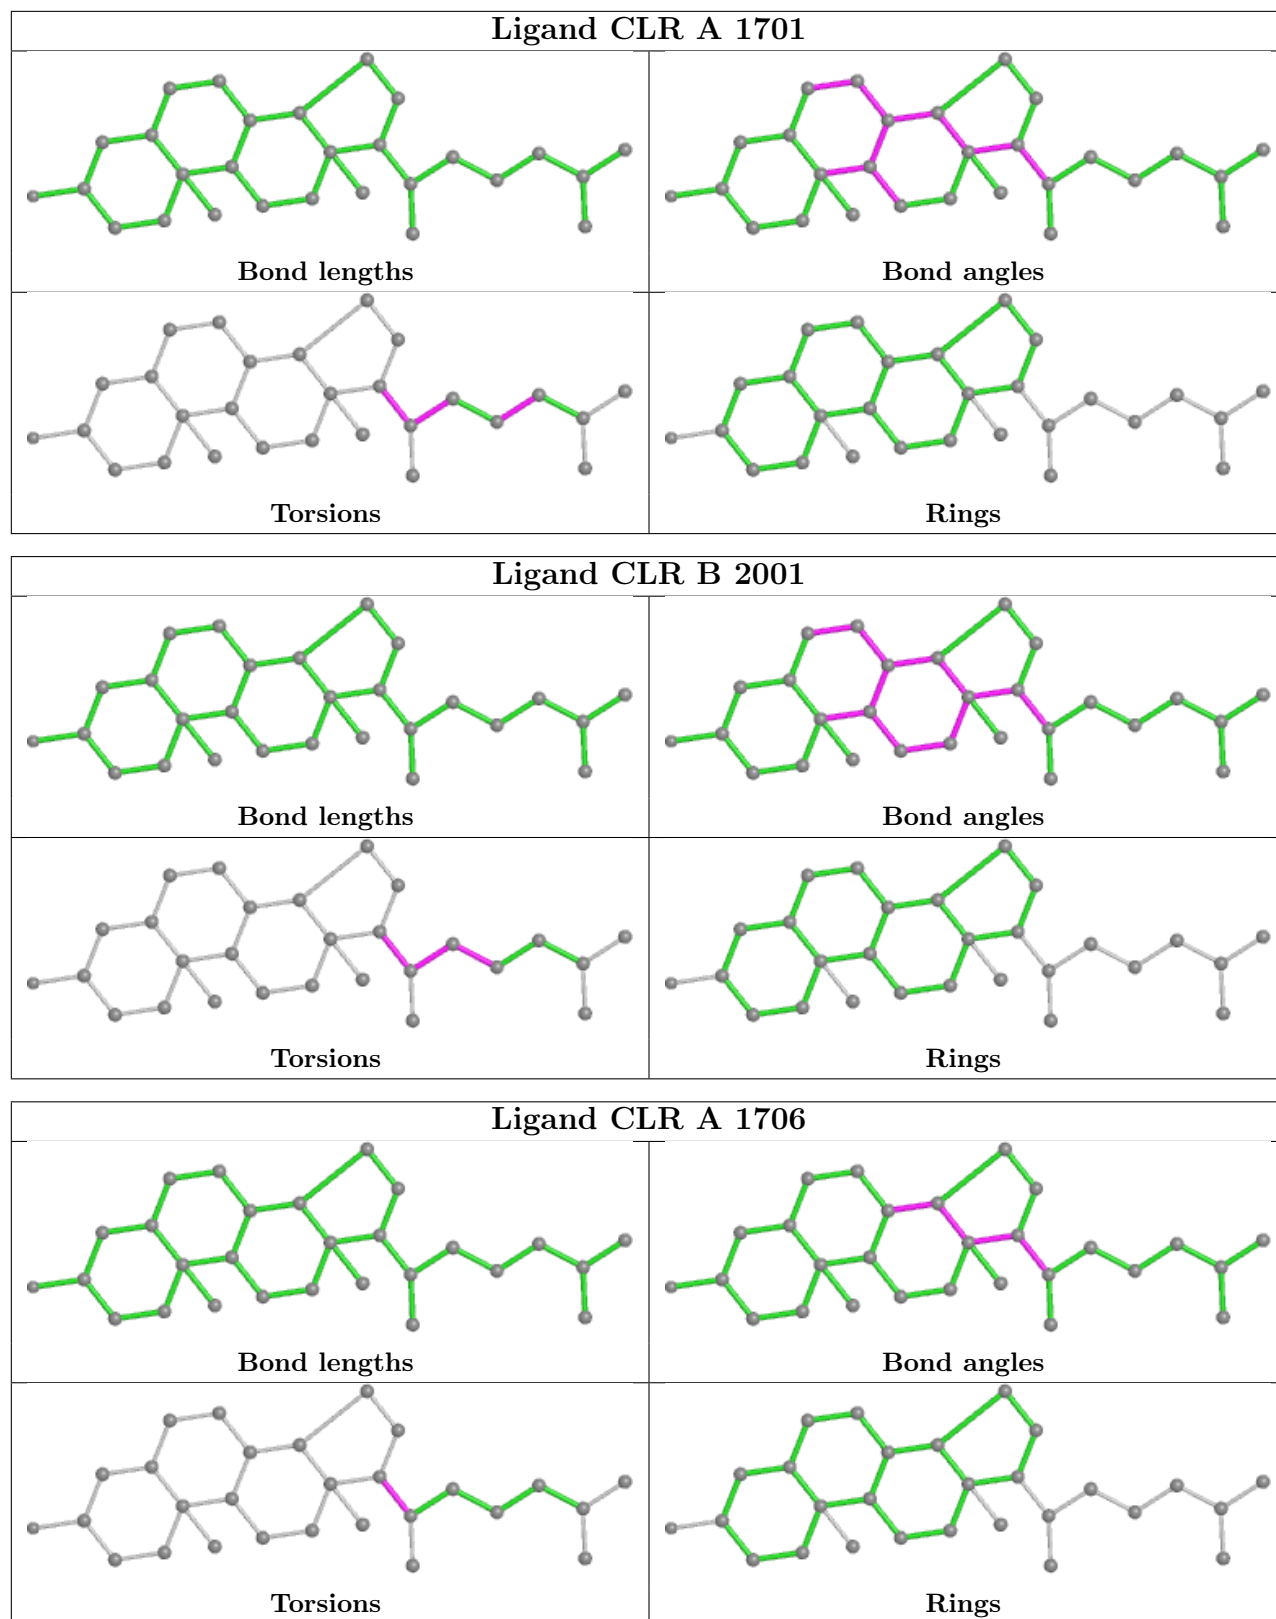 Ligand CLR A 1701
Bond lengths
Bond angles
Torsions
Rings
Ligand CLR B 2001
Bond lengths
Bond angles
Torsions
Rings
Ligand CLR A 1706
Bond lengths
Bond angles
Torsions
Rings